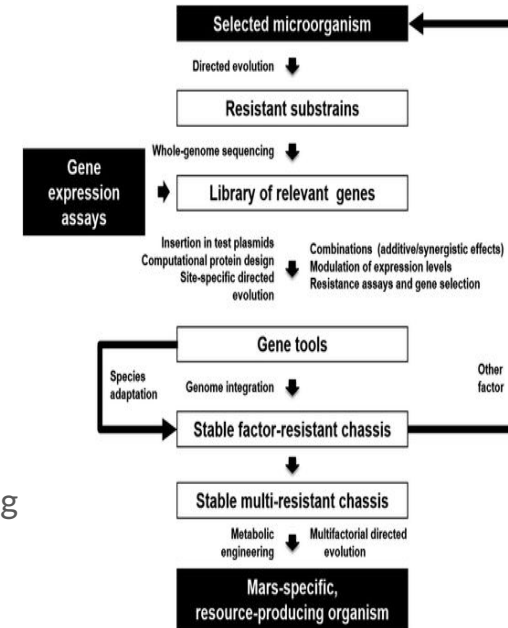 Selected microorganism
Directed evolution
Resistant substrains
Whole-genome sequencing
Gene
expression
assays
Library of relevant genes
Insertion in test plasmids
Computational protein design
Site-specific directed
evolution
Combinations (additive/synergistic effects)
Modulation of expression levels
Resistance assays and gene selection
Gene tools
Species
adaptation
Genome integration
Other
factor
Stable factor-resistant chassis
Stable multi-resistant chassis
g
Metabolic
engineering
Multifactorial directed
evolution
Mars-specific,
resource-producing organism